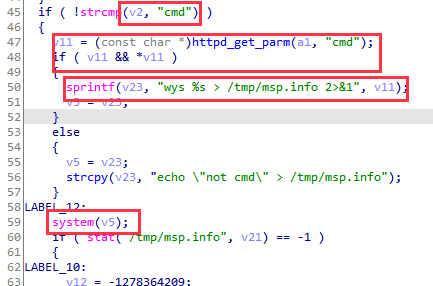 45 if ( !strcmp(v2, "cmd") )
46 {
47 v11 = (const char *)httpd_get_parm(a1, "cmd");
48 if ( v11 && *v11 )
49 {
50 sprintf(v23, "wys %s > /tmp/msp.info 2>&1", v11);
51 v5 = v23;
52 }
53 else
54 {
55 v5 = v23;
56 strcpy(v23, "echo \"not cmd\" > /tmp/msp.info");
57 }
58 LABEL_12:
59 system(v5);
60 if ( stat( "/tmp/msp.info", v21) == -1 )
61 {
62 LABEL_10:
63 v12 = -1278364209;